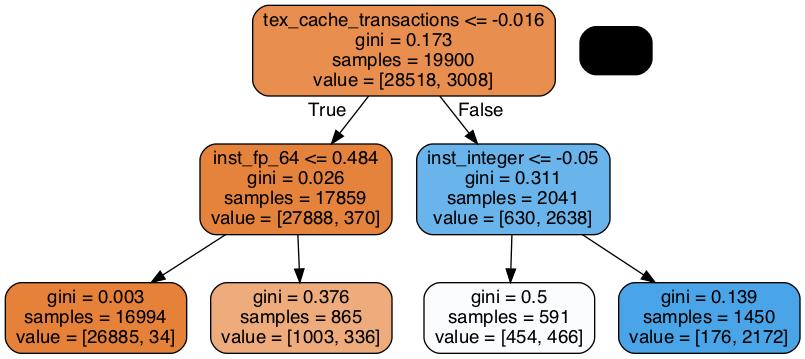 tex_cache_transactions <= -0.016
gini = 0.173
samples = 19900
value = [28518, 3008]
True
False
inst_fp_64 <= 0.484
gini = 0.026
samples = 17859
value = [27888, 370]
inst_integer <= -0.05
gini = 0.311
samples = 2041
value = [630, 2638]
gini = 0.003
samples = 16994
value = [26885, 34]
gini = 0.376
samples = 865
value = [1003, 336]
gini = 0.5
samples = 591
value = [454, 466]
gini = 0.139
samples = 1450
value = [176, 2172]